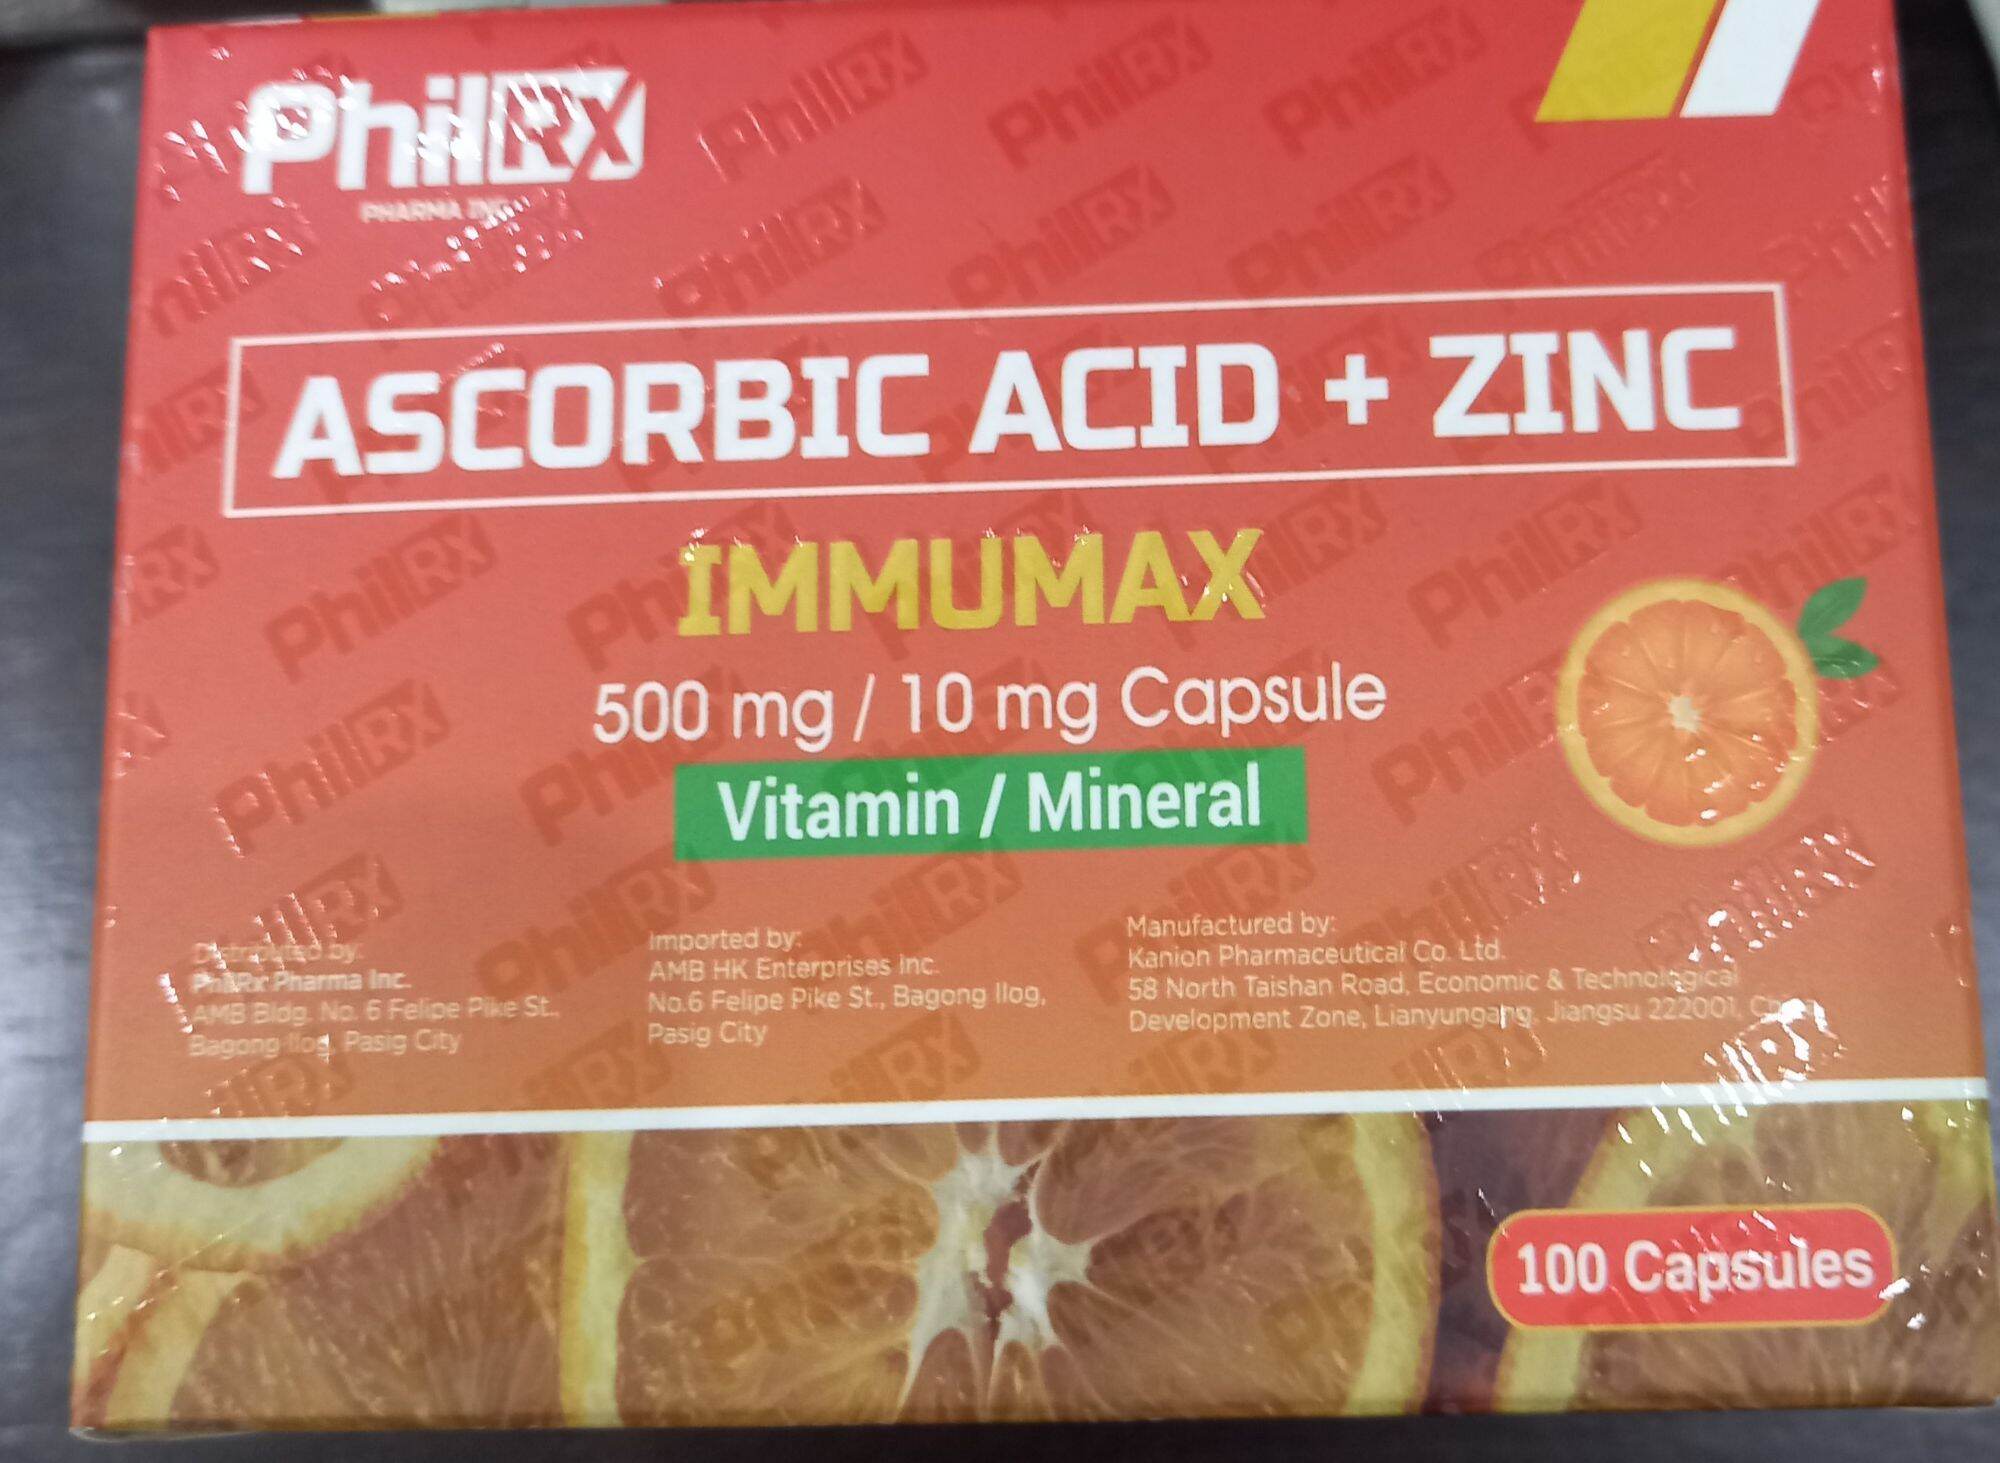 PhilRx
PHARMA INC.
ASCORBIC ACID + ZINC
IMMUMAX
500 mg / 10 mg Capsule
Vitamin / Mineral
Distributed by:
PhilRx Pharma Inc.
AMB Bldg. No. 6 Felipe Pike St.,
Bagong Ilog, Pasig City
Imported by:
AMB HK Enterprises Inc.
No.6 Felipe Pike St., Bagong Ilog,
Pasig City
Manufactured by:
Kanion Pharmaceutical Co. Ltd.
58 North Taishan Road, Economic & Technological
Development Zone, Lianyungang, Jiangsu 222001, China
100 Capsules